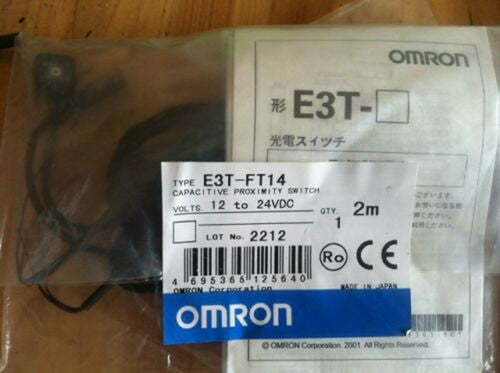 OMRON
形 E3T-□
光電スイッチ
TYPE E3T-FT14
CAPACITIVE PROXIMITY SWITCH
VOLTS. 12 to 24VDC
QTY. 2m
1
LOT No. 2212
Ro CE
4 695365 125640
OMRON Corporation
MADE IN JAPAN
OMRON
© OMRON Corporation 2001 All Rights Reserved.